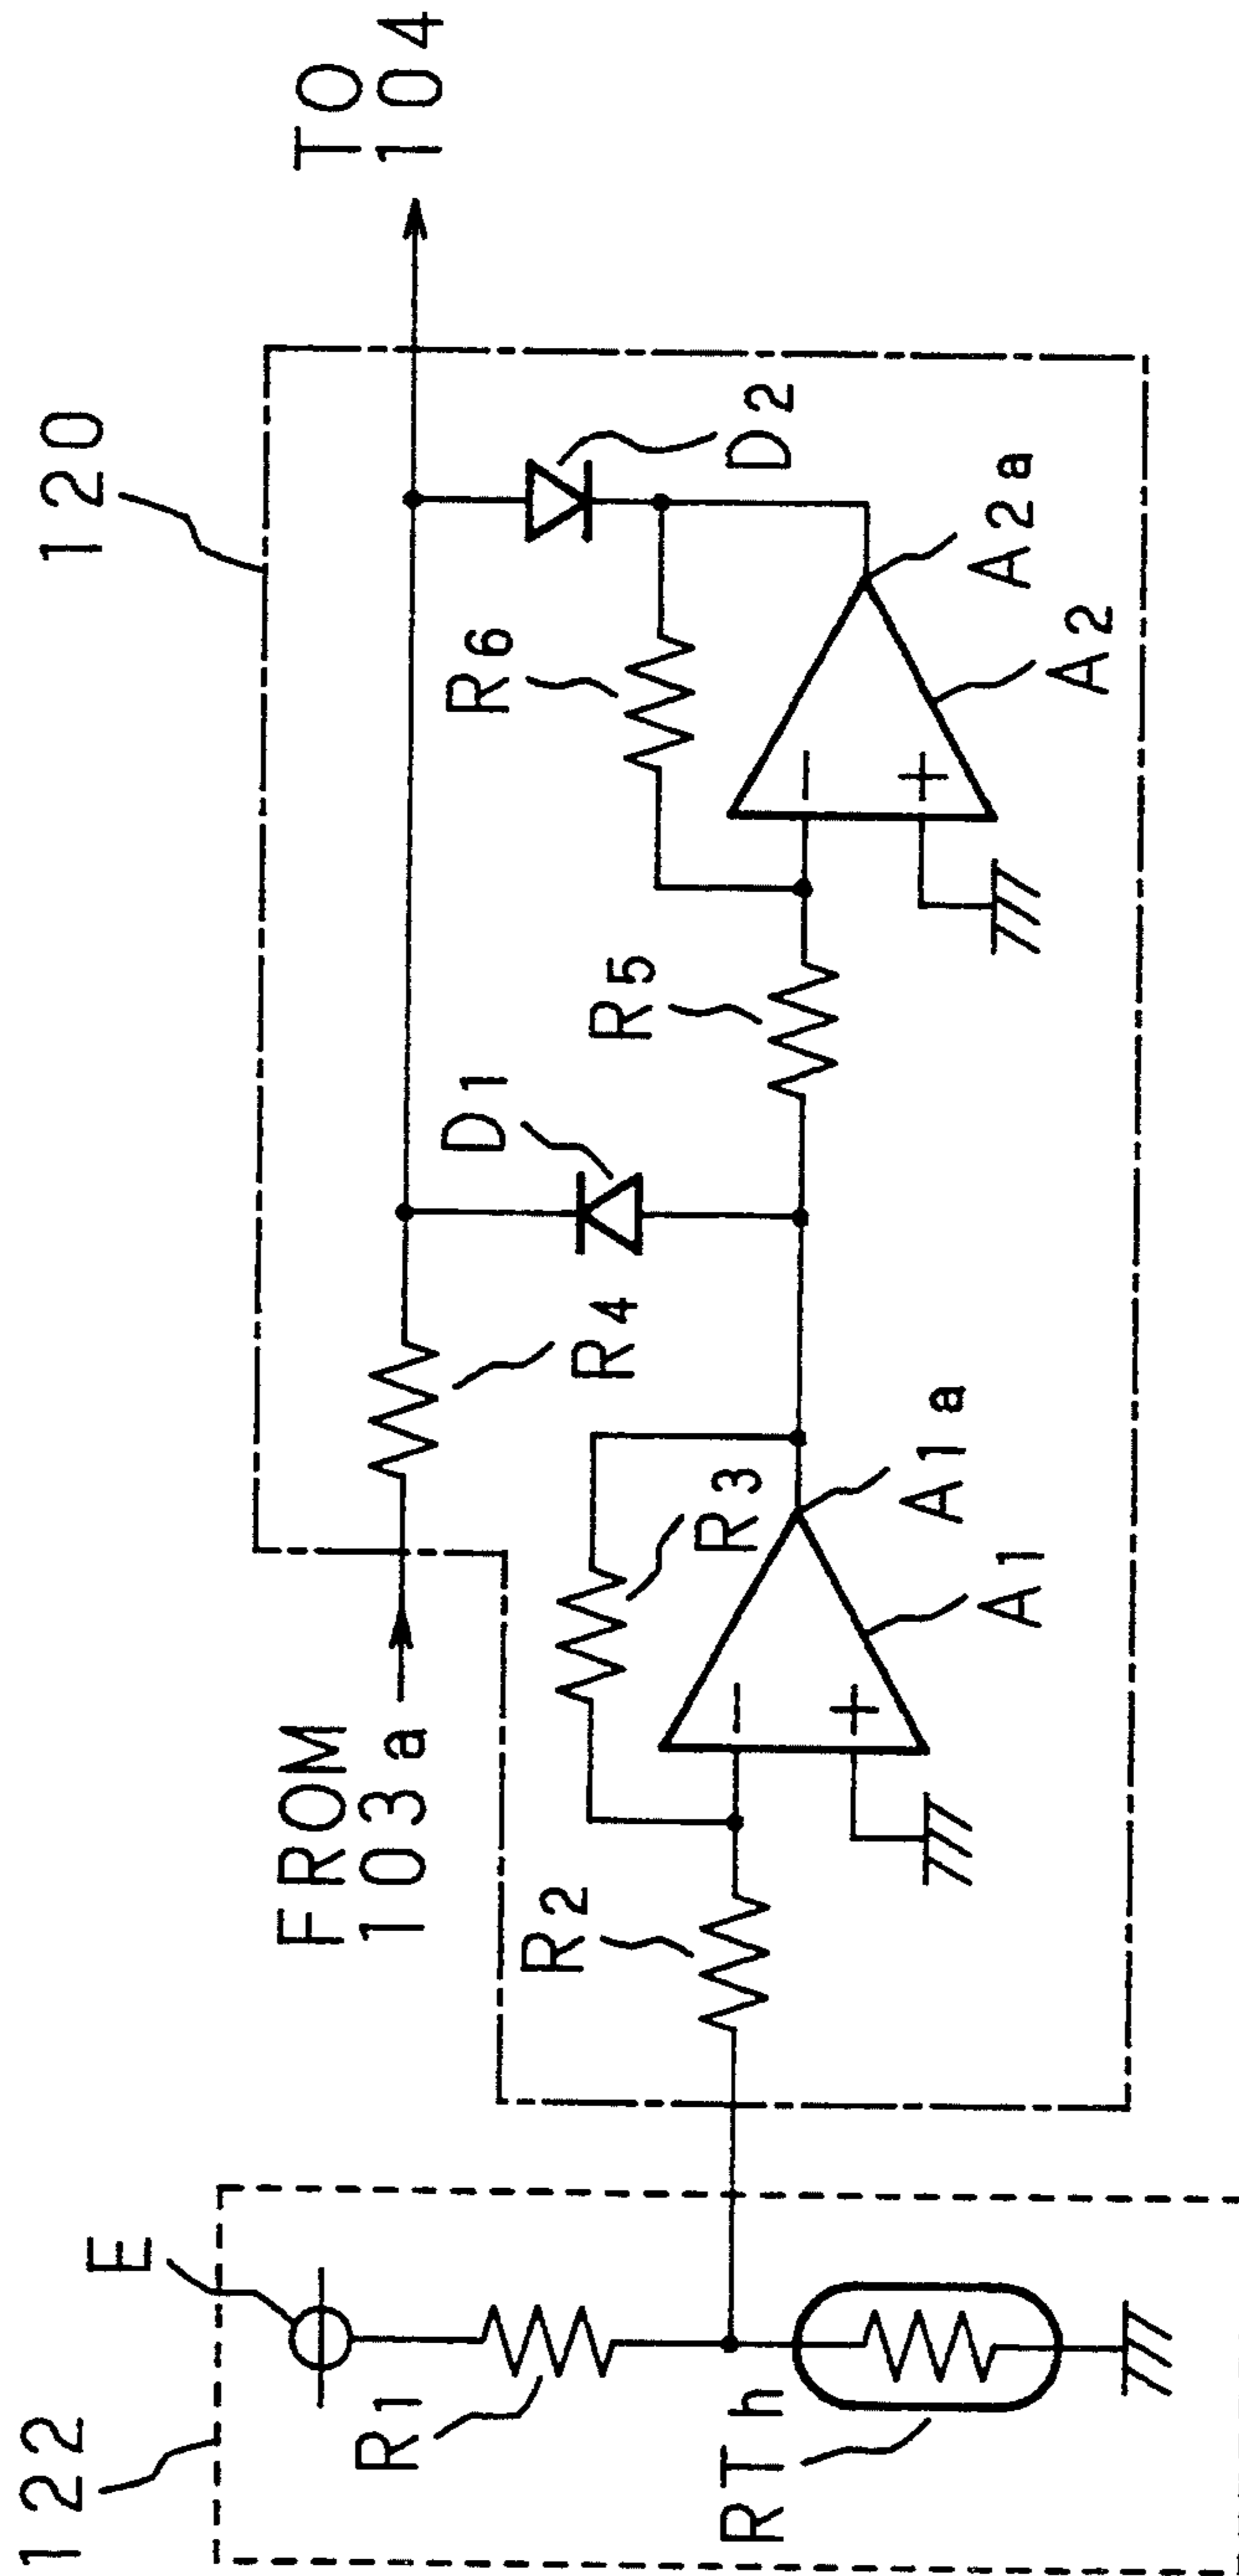 122
E
R1
RTh
120
FROM
103a
TO
104
R2
R3
A1a
A1
R4
D1
R5
R6
D2
A2a
A2
−
+
−
+